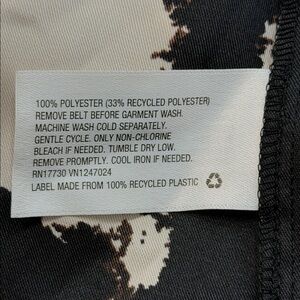 100% POLYESTER (33% RECYCLED POLYESTER)
REMOVE BELT BEFORE GARMENT WASH.
MACHINE WASH COLD SEPARATELY.
GENTLE CYCLE. ONLY NON-CHLORINE
BLEACH IF NEEDED. TUMBLE DRY LOW.
REMOVE PROMPTLY. COOL IRON IF NEEDED.
RN17730 VN1247024
LABEL MADE FROM 100% RECYCLED PLASTIC